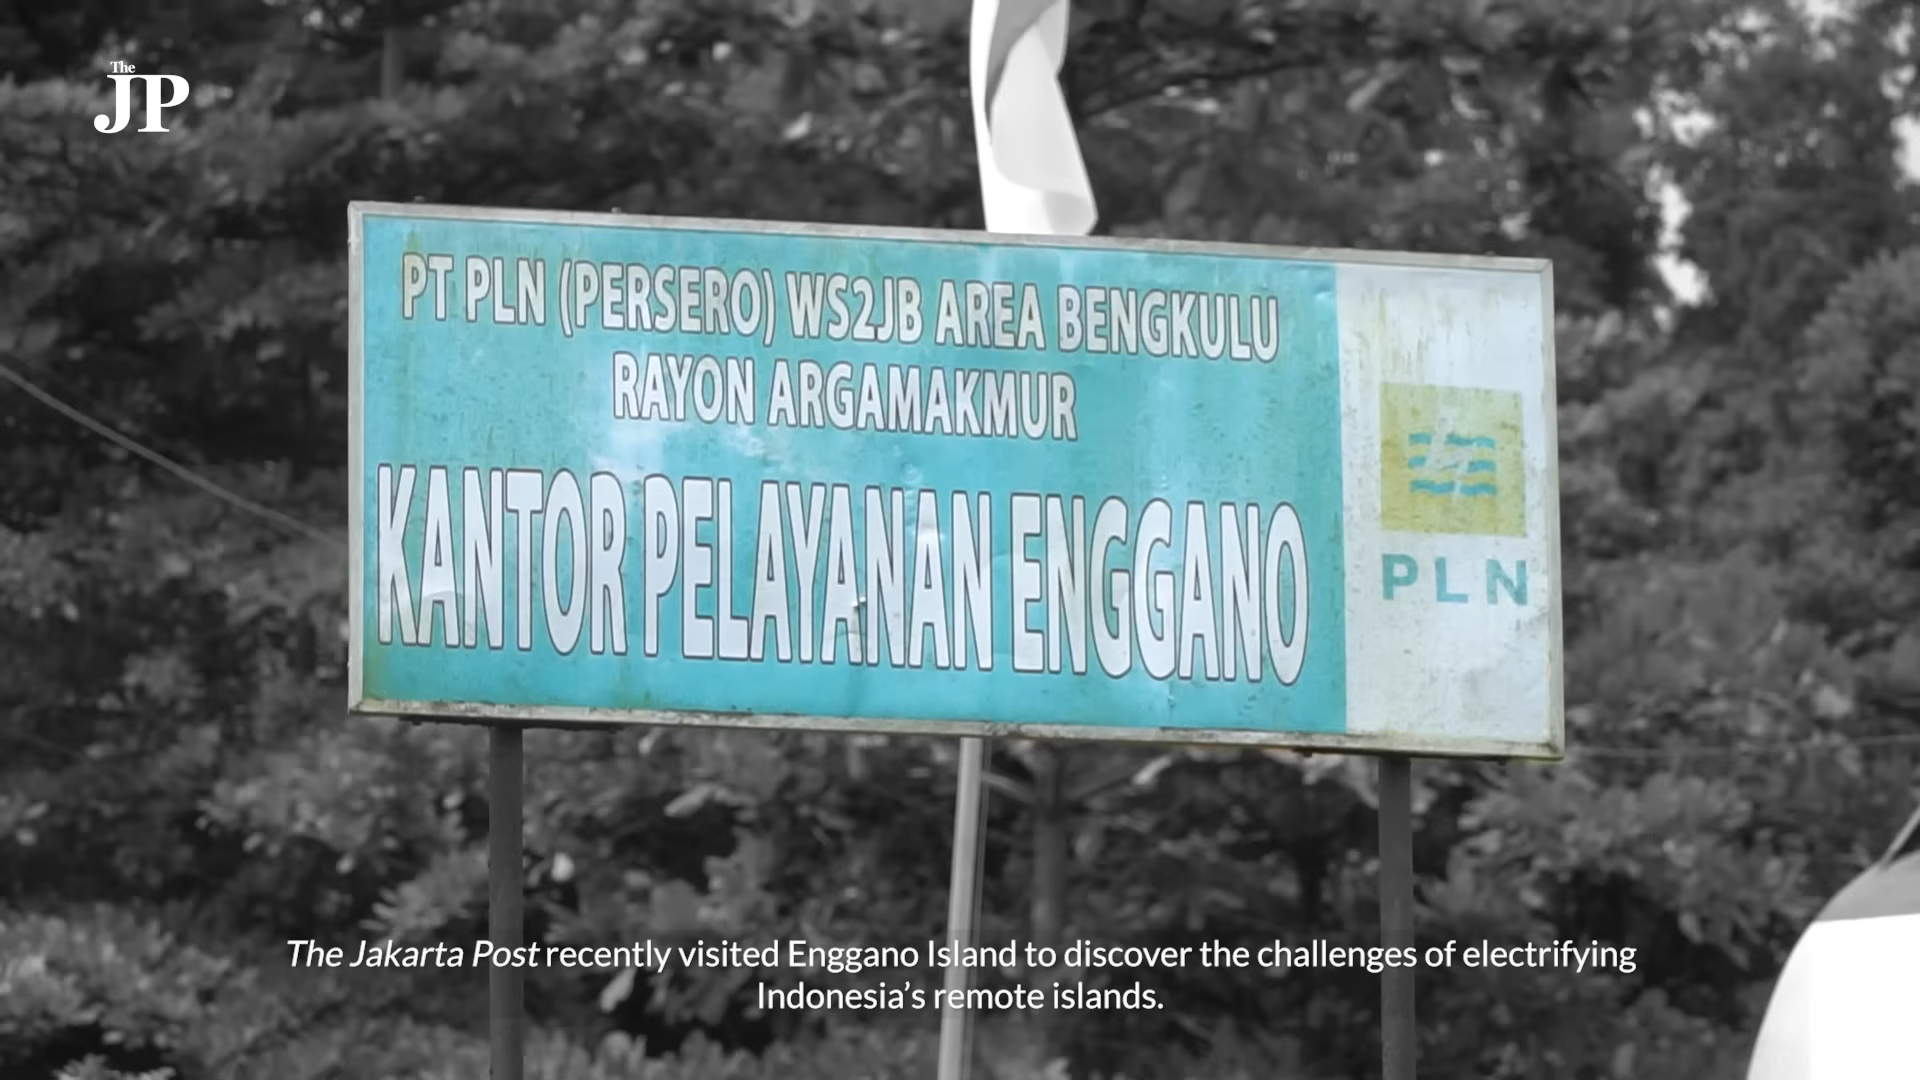 The
JP
PT PLN (PERSERO) WS2JB AREA BENGKULU
RAYON ARGAMAKMUR
KANTOR PELAYANAN ENGGANO
PLN
The Jakarta Post recently visited Enggano Island to discover the challenges of electrifying
Indonesia’s remote islands.